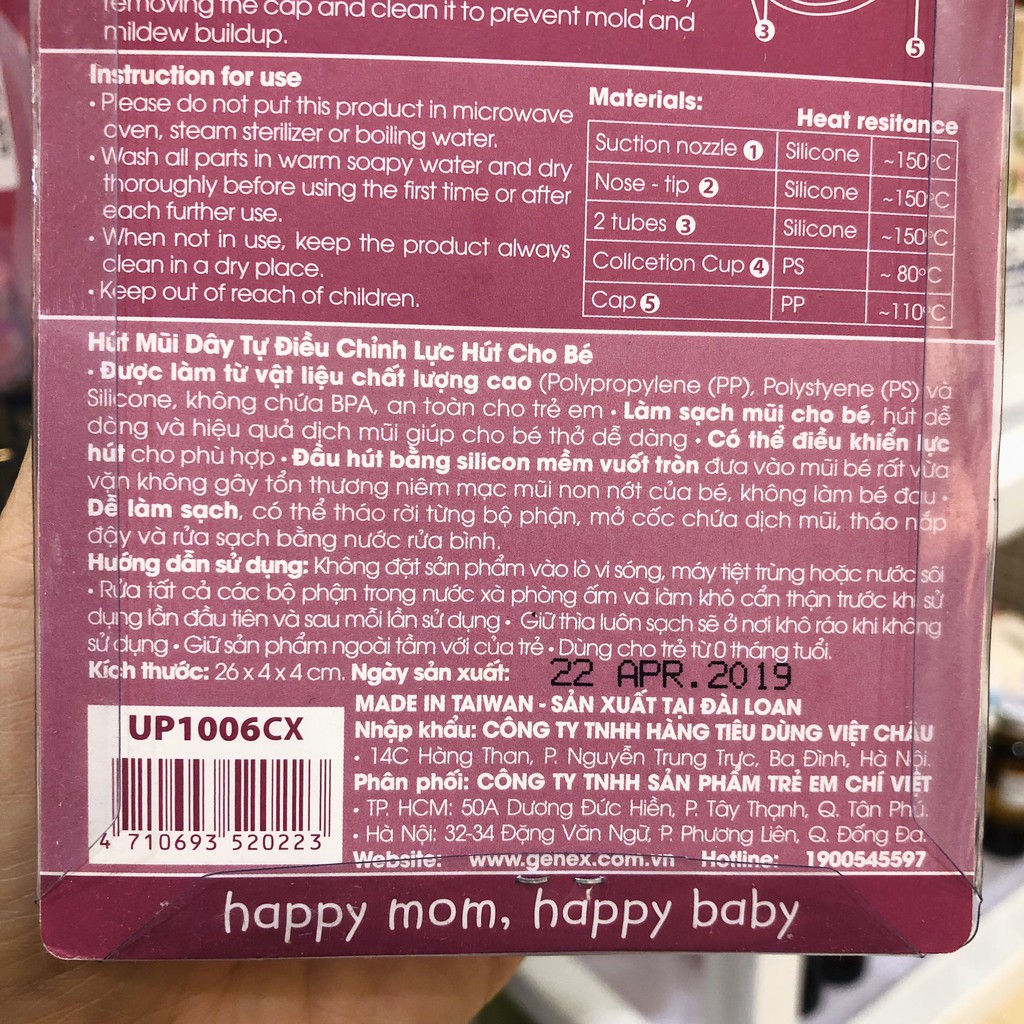 removing the cap and clean it to prevent mold and
mildew buildup.
3
5
Instruction for use
• Please do not put this product in microwave
oven, steam sterilizer or boiling water.
• Wash all parts in warm soapy water and dry
thoroughly before using the first time or after
each further use.
• When not in use, keep the product always
clean in a dry place.
• Keep out of reach of children.
Materials:
Heat resitance
Suction nozzle 1 Silicone ~150°C
Nose - tip 2 Silicone ~150°C
2 tubes 3 Silicone ~150°C
Collcetion Cup 4 PS ~ 80°C
Cap 5 PP ~110°C
Hút Mũi Dây Tự Điều Chỉnh Lực Hút Cho Bé
• Được làm từ vật liệu chất lượng cao (Polypropylene (PP), Polystyene (PS) và
Silicone, không chứa BPA, an toàn cho trẻ em • Làm sạch mũi cho bé, hút dễ
dàng và hiệu quả dịch mũi giúp cho bé thở dễ dàng • Có thể điều khiển lực
hút cho phù hợp • Đầu hút bằng silicon mềm vuốt tròn đưa vào mũi bé rất vừa
vặn không gây tổn thương niêm mạc mũi non nớt của bé, không làm bé đau •
Dễ làm sạch, có thể tháo rời từng bộ phận, mở cốc chứa dịch mũi, tháo nắp
đậy và rửa sạch bằng nước rửa bình.
Hướng dẫn sử dụng: Không đặt sản phẩm vào lò vi sóng, máy tiệt trùng hoặc nước sôi
• Rửa tất cả các bộ phận trong nước xà phòng ấm và làm khô cẩn thận trước khi sử
dụng lần đầu tiên và sau mỗi lần sử dụng • Giữ thìa luôn sạch sẽ ở nơi khô ráo khi không
sử dụng • Giữ sản phẩm ngoài tầm với của trẻ • Dùng cho trẻ từ 0 tháng tuổi.
Kích thước: 26 x 4 x 4 cm. Ngày sản xuất: 22 APR.2019
MADE IN TAIWAN - SẢN XUẤT TẠI ĐÀI LOAN
Nhập khẩu: CÔNG TY TNHH HÀNG TIÊU DÙNG VIỆT CHÂU
• 14C Hàng Than, P. Nguyễn Trung Trực, Ba Đình, Hà Nội.
Phân phối: CÔNG TY TNHH SẢN PHẨM TRẺ EM CHÍ VIỆT
• TP. HCM: 50A Dương Đức Hiền, P. Tây Thạnh, Q. Tân Phú.
• Hà Nội: 32-34 Đặng Văn Ngữ, P. Phương Liên, Q. Đống Đa.
Website: www.genex.com.vn Hotline: 1900545597
UP1006CX
4 710693 520223
happy mom, happy baby